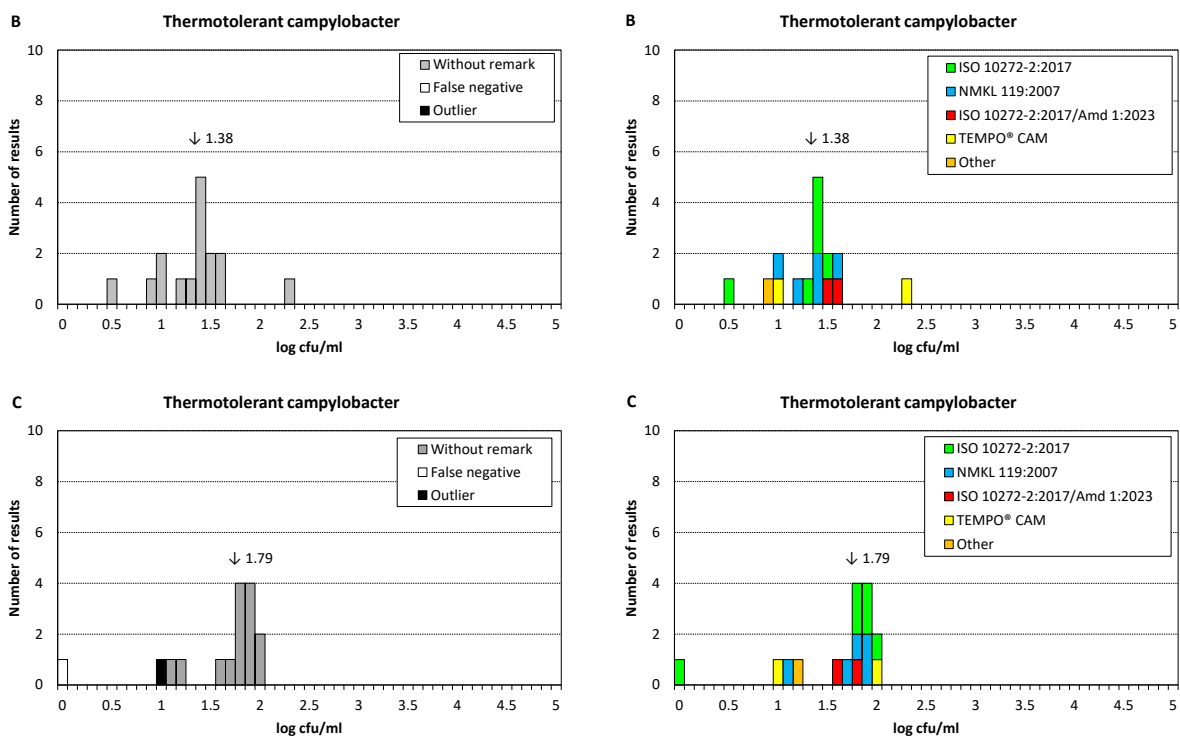 B
Thermotolerant campylobacter
10
8
6
4
2
0
Number of results
Without remark
False negative
Outlier
↓ 1.38
0 0.5 1 1.5 2 2.5 3 3.5 4 4.5 5
log cfu/ml
B
Thermotolerant campylobacter
10
8
6
4
2
0
Number of results
ISO 10272-2:2017
NMKL 119:2007
ISO 10272-2:2017/Amd 1:2023
TEMPO® CAM
Other
↓ 1.38
0 0.5 1 1.5 2 2.5 3 3.5 4 4.5 5
log cfu/ml
C
Thermotolerant campylobacter
10
8
6
4
2
0
Number of results
Without remark
False negative
Outlier
↓ 1.79
0 0.5 1 1.5 2 2.5 3 3.5 4 4.5 5
log cfu/ml
C
Thermotolerant campylobacter
10
8
6
4
2
0
Number of results
ISO 10272-2:2017
NMKL 119:2007
ISO 10272-2:2017/Amd 1:2023
TEMPO® CAM
Other
↓ 1.79
0 0.5 1 1.5 2 2.5 3 3.5 4 4.5 5
log cfu/ml